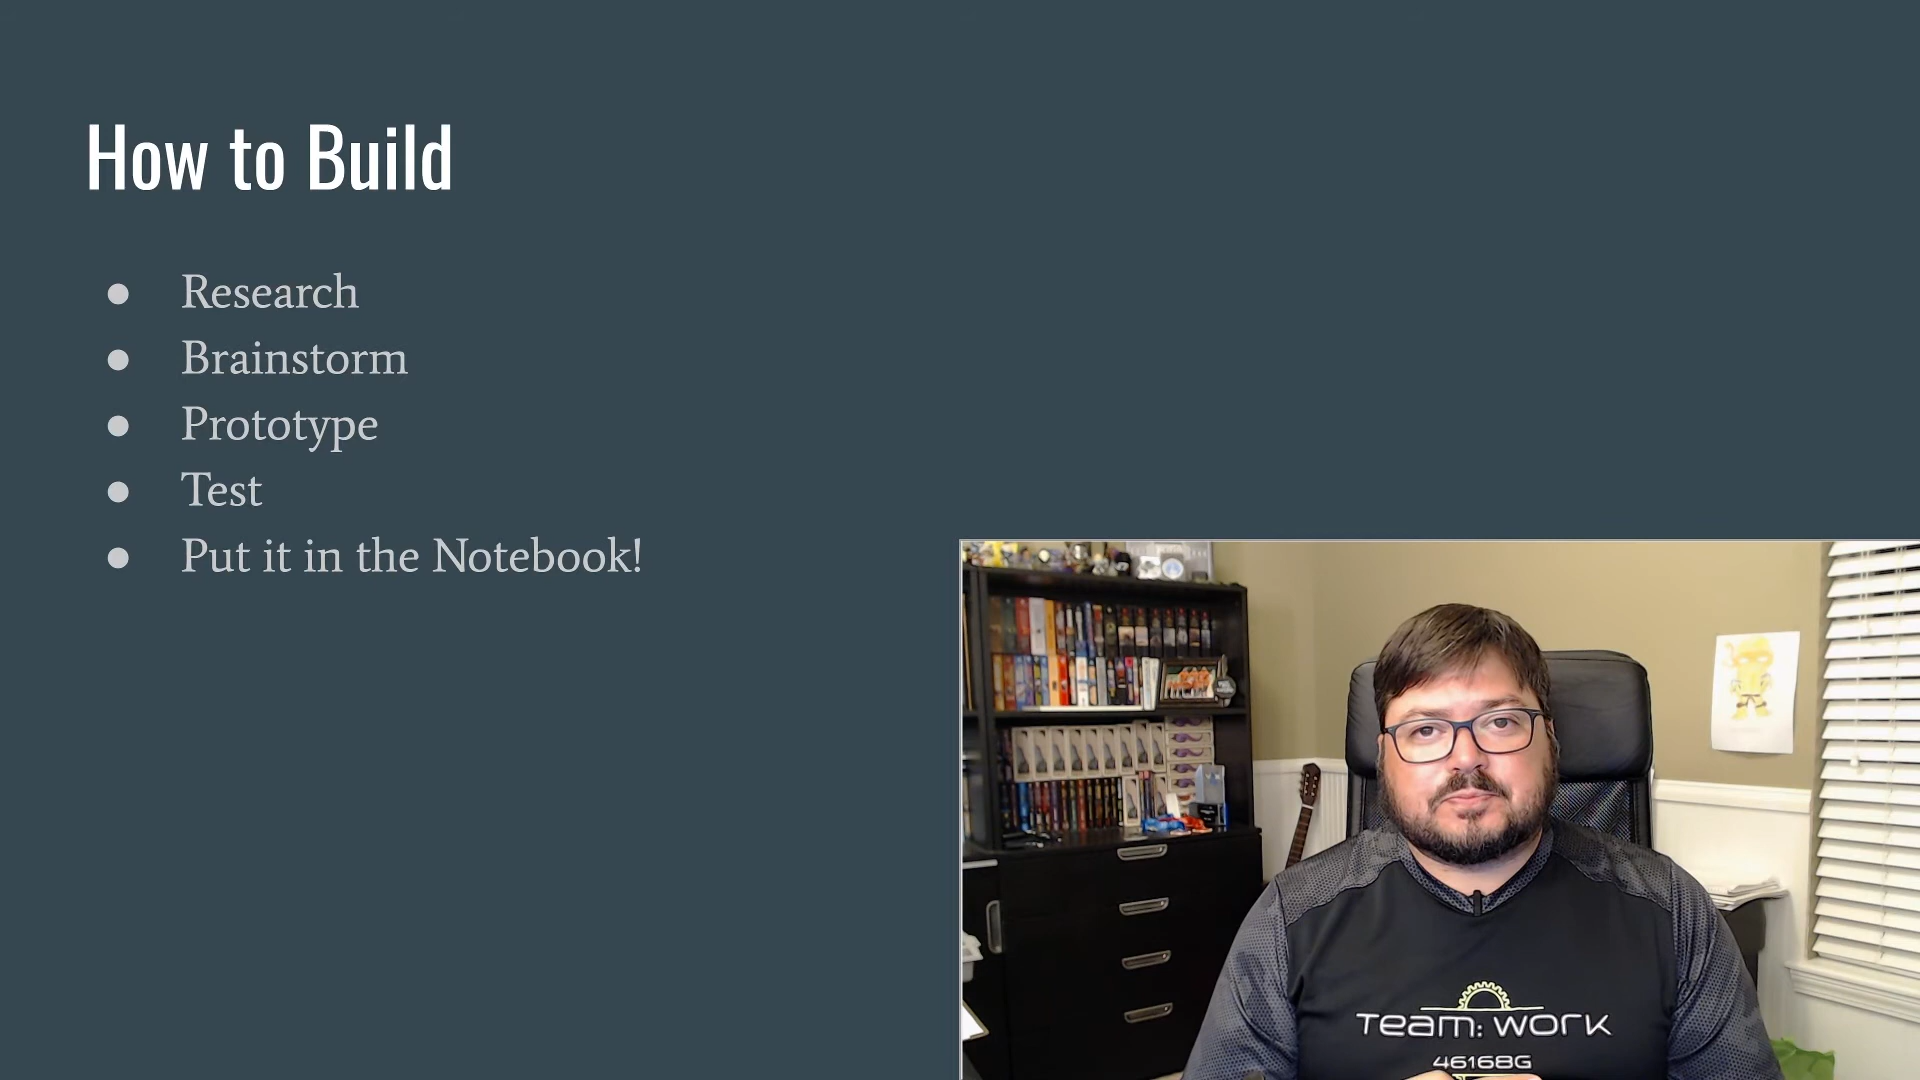 How to Build
● Research
● Brainstorm
● Prototype
● Test
● Put it in the Notebook!
Team: WORK
46168G